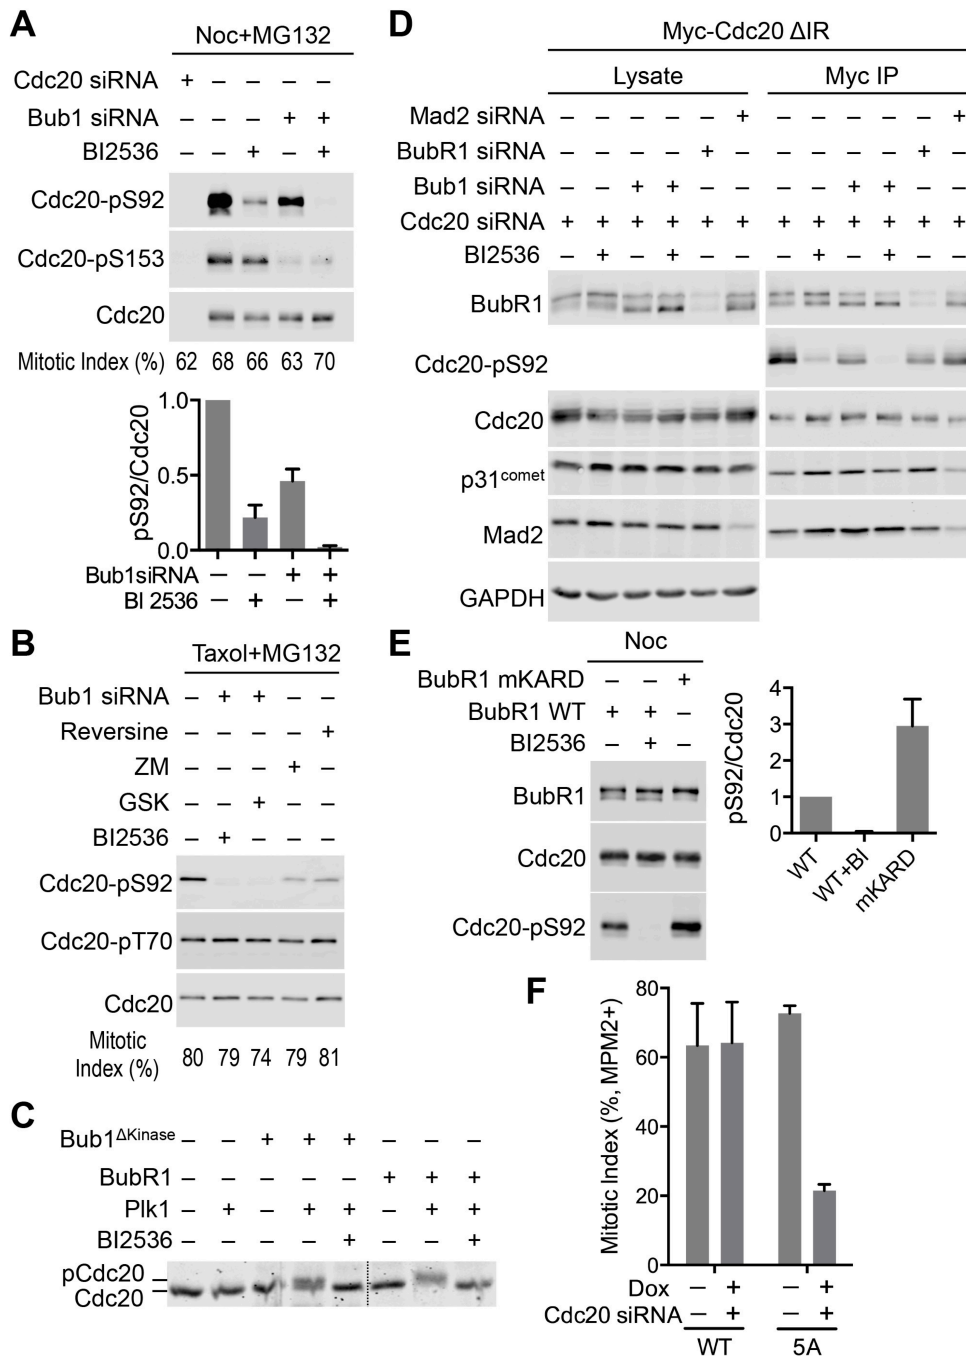 A
Noc+MG132
Cdc20 siRNA + – – – –
Bub1 siRNA – – – + +
BI2536 – – + – +
Cdc20-pS92
Cdc20-pS153
Cdc20
Mitotic Index (%) 62 68 66 63 70
pS92/Cdc20
1.0
0.5
0.0
Bub1siRNA – – + +
BI 2536 – + – +
B
Taxol+MG132
Bub1 siRNA – + + – –
Reversine – – – – +
ZM – – – + –
GSK – – + – –
BI2536 – + – – –
Cdc20-pS92
Cdc20-pT70
Cdc20
Mitotic
Index (%) 80 79 74 79 81
C
Bub1ΔKinase – – + + + – – –
BubR1 – – – – – + + +
Plk1 – + – + + – + +
BI2536 – – – – + – – +
pCdc20
Cdc20
D
Myc-Cdc20 ΔIR
Lysate Myc IP
Mad2 siRNA – – – – – + – – – – – +
BubR1 siRNA – – – – + – – – – – + –
Bub1 siRNA – – + + – – – – + + – –
Cdc20 siRNA + + + + + + + + + + + +
BI2536 – + – + – – – + – + – –
BubR1
Cdc20-pS92
Cdc20
p31comet
Mad2
GAPDH
E
Noc
BubR1 mKARD – – +
BubR1 WT + + –
BI2536 – + –
BubR1
Cdc20
Cdc20-pS92
pS92/Cdc20
4
3
2
1
0
WT
WT+BI
mKARD
F
Mitotic Index (%, MPM2+)
80
60
40
20
0
Dox – + – +
Cdc20 siRNA – + – +
WT 5A